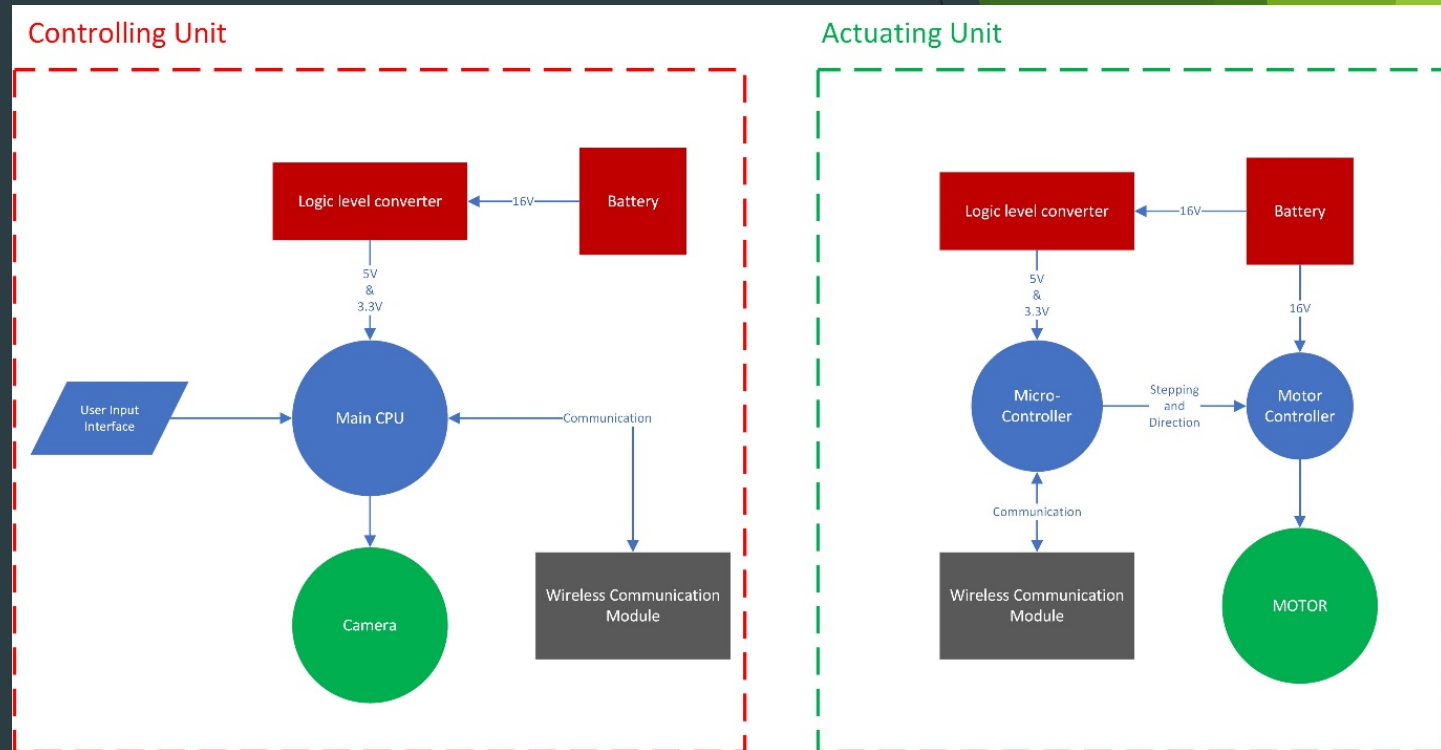 Controlling Unit
Logic level converter
16V
Battery
5V
&
3.3V
User Input
Interface
Main CPU
Communication
Camera
Wireless Communication
Module
Actuating Unit
Logic level converter
16V
Battery
5V
&
3.3V
16V
Micro-
Controller
Stepping
and
Direction
Motor
Controller
Communication
Wireless Communication
Module
MOTOR